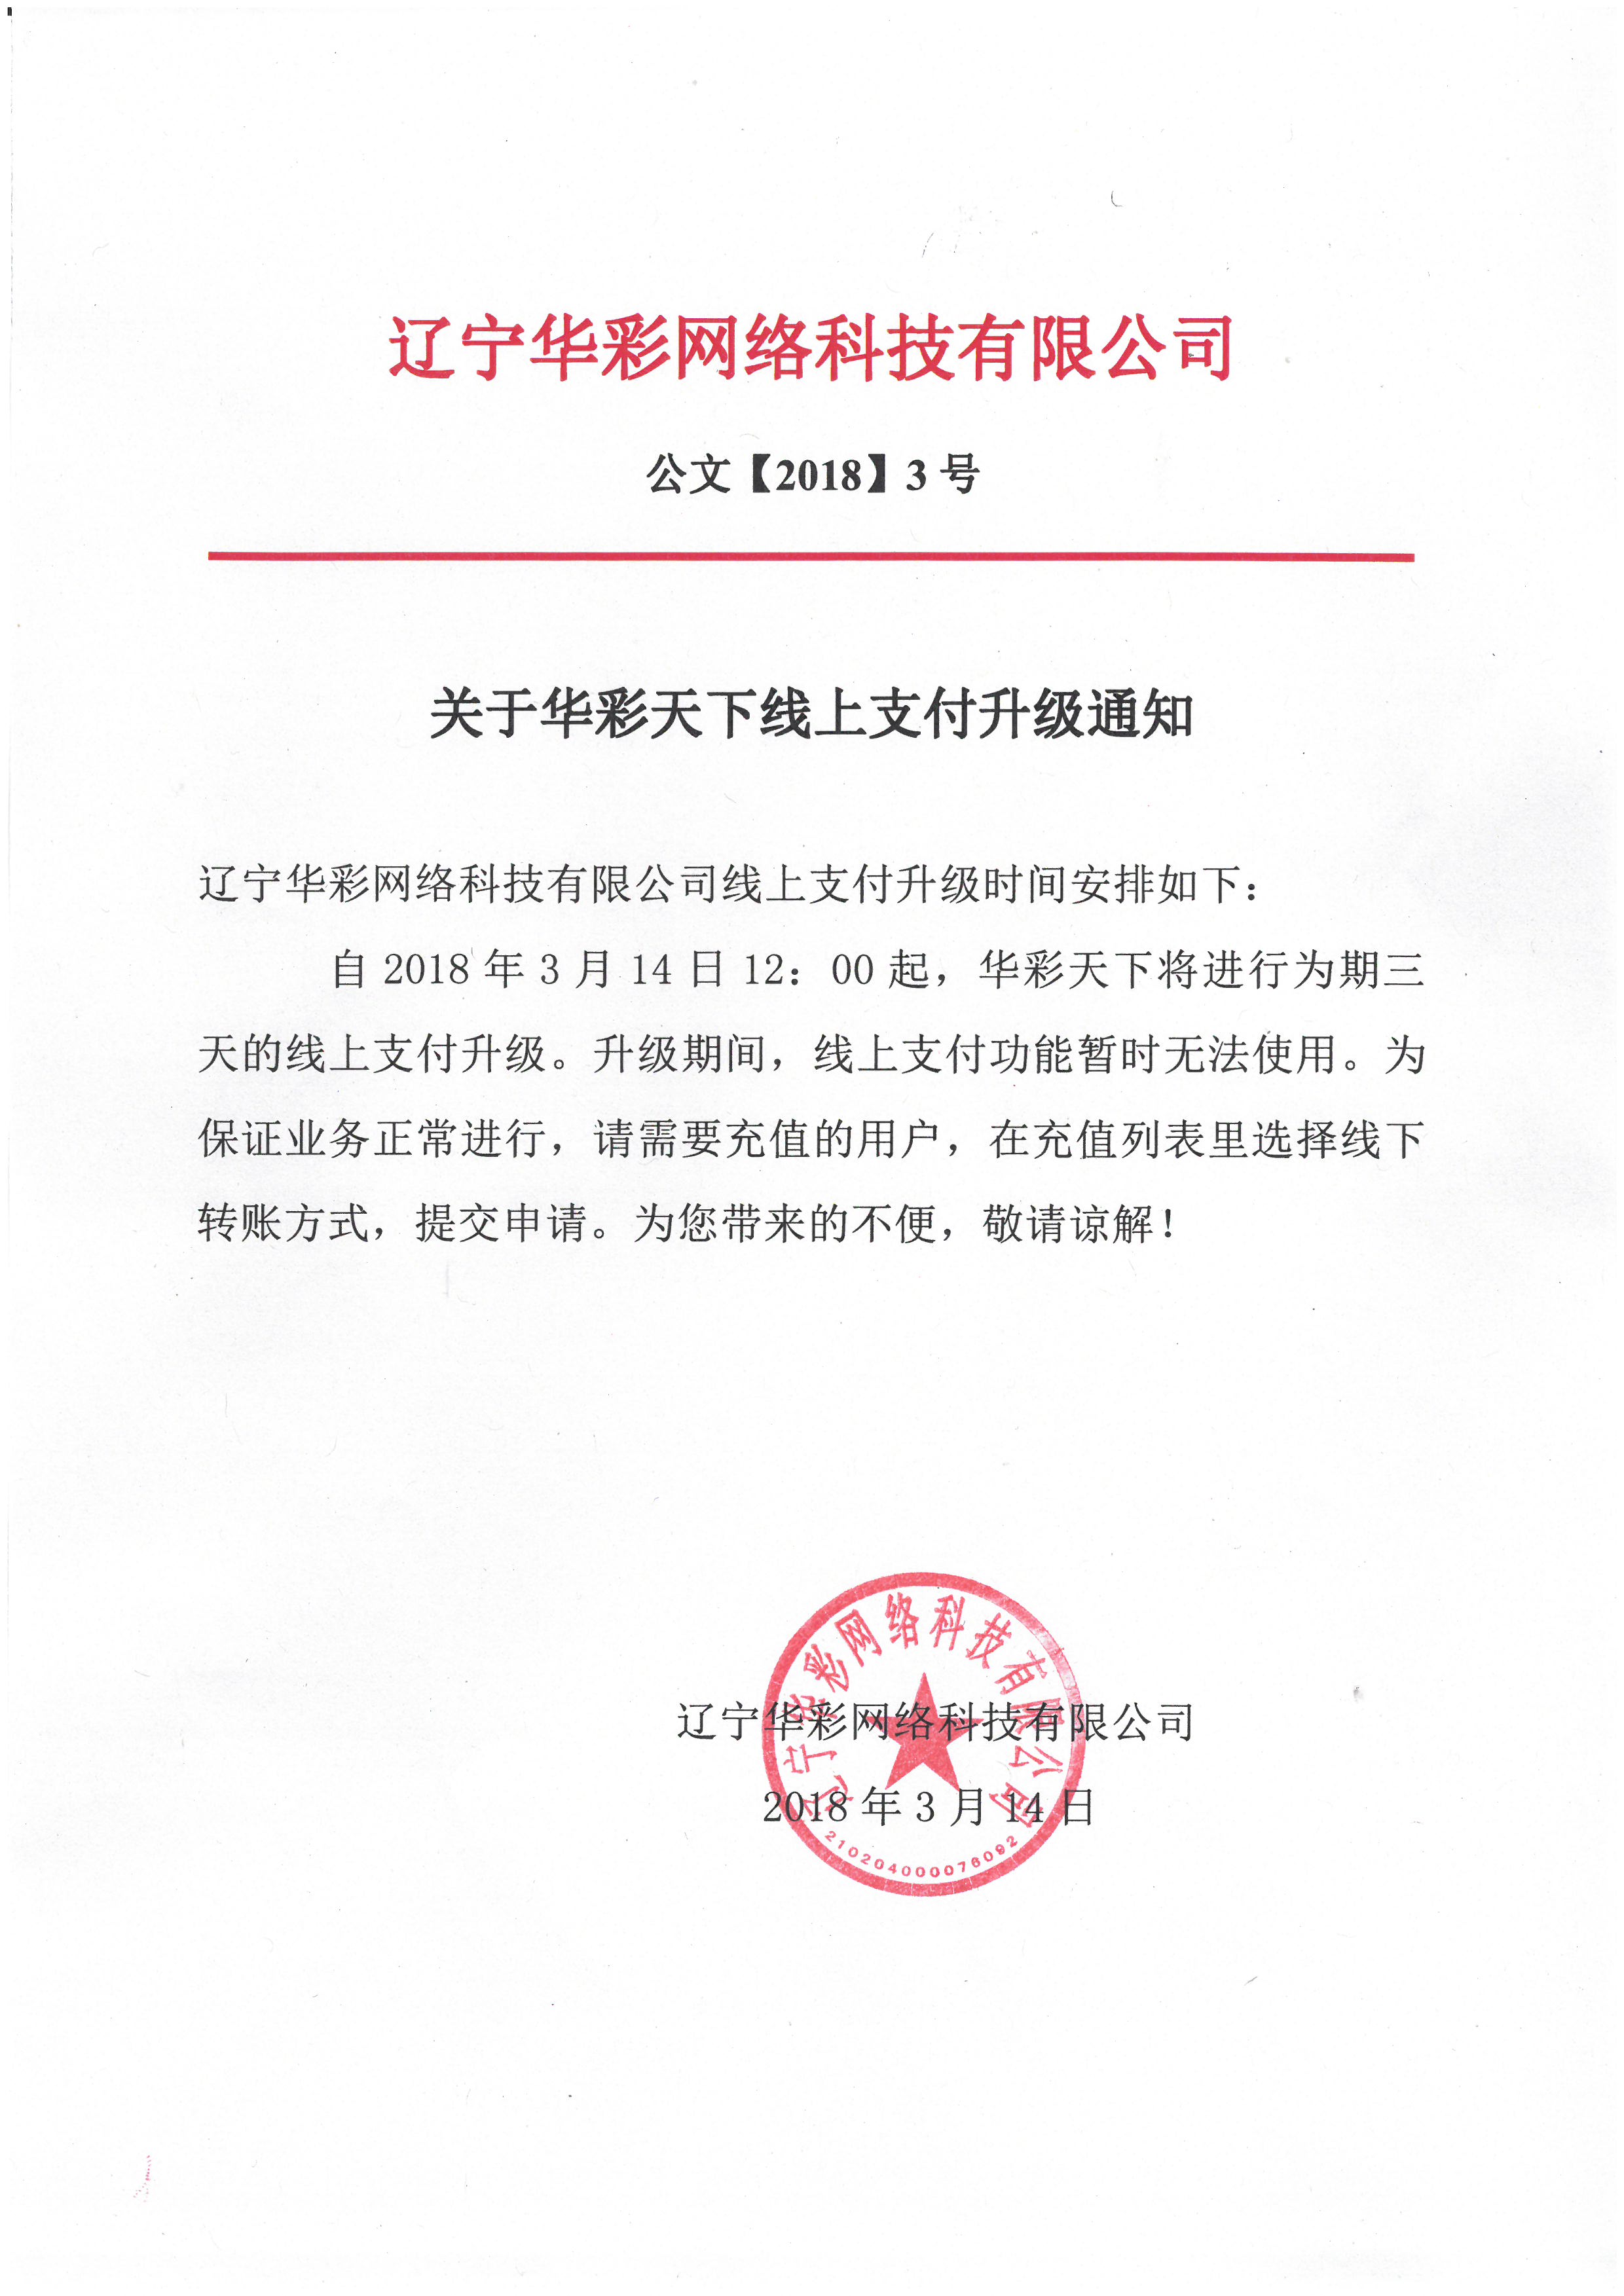 辽宁华彩网络科技有限公司
公文【2018】3 号
关于华彩天下线上支付升级通知
辽宁华彩网络科技有限公司线上支付升级时间安排如下：
自 2018 年 3 月 14 日 12：00 起，华彩天下将进行为期三
天的线上支付升级。升级期间，线上支付功能暂时无法使用。为
保证业务正常进行，请需要充值的用户，在充值列表里选择线下
转账方式，提交申请。为您带来的不便，敬请谅解！
辽宁华彩网络科技有限公司
辽宁华彩网络科技有限公司
2018 年 3 月 14 日
210204000076092